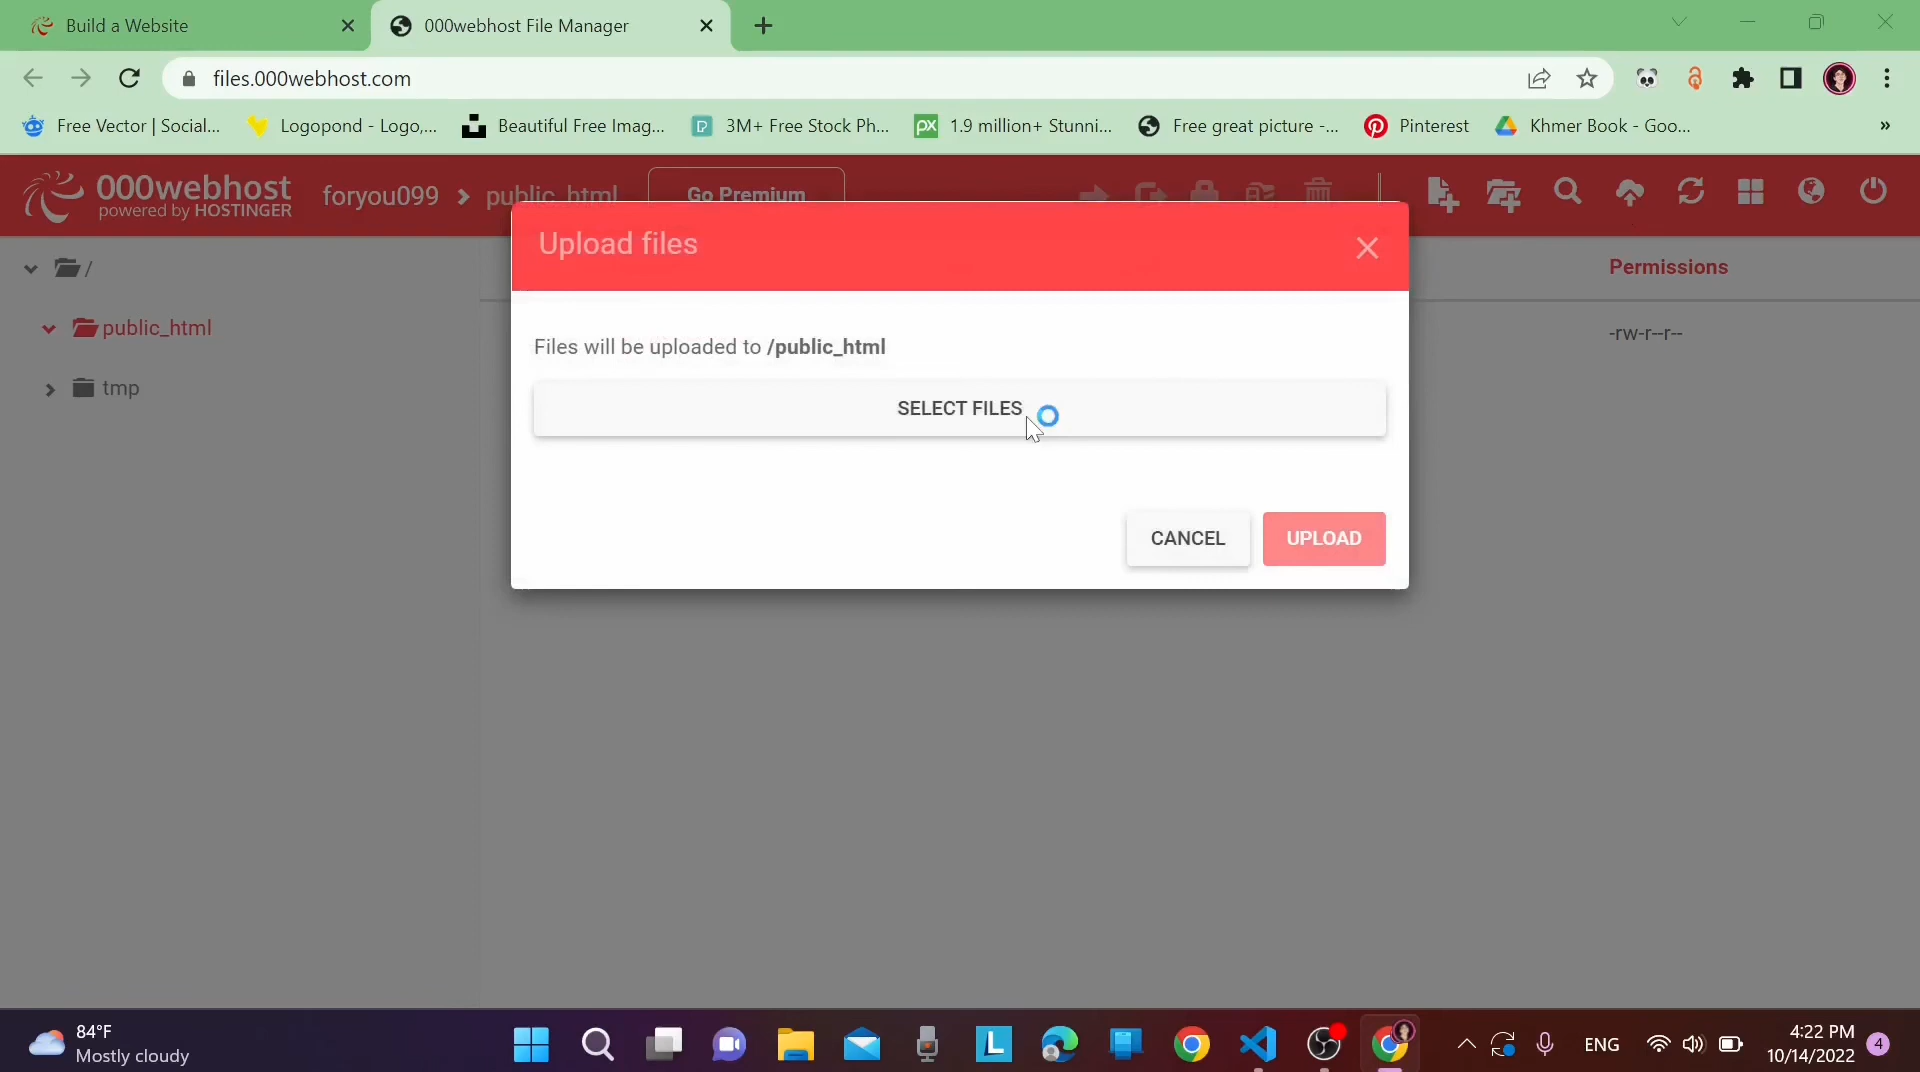 Build a Website
000webhost File Manager
files.000webhost.com
Free Vector | Social...
Logopond - Logo,...
Beautiful Free Imag...
3M+ Free Stock Ph...
1.9 million+ Stunni...
Free great picture -...
Pinterest
Khmer Book - Goo...
»
000webhost
powered by HOSTINGER
foryou099
public_html
Go Premium
Upload files
/
Permissions
public_html
-rw-r--r--
Files will be uploaded to /public_html
tmp
SELECT FILES
CANCEL
UPLOAD
84°F
Mostly cloudy
ENG
4:22 PM
10/14/2022
4